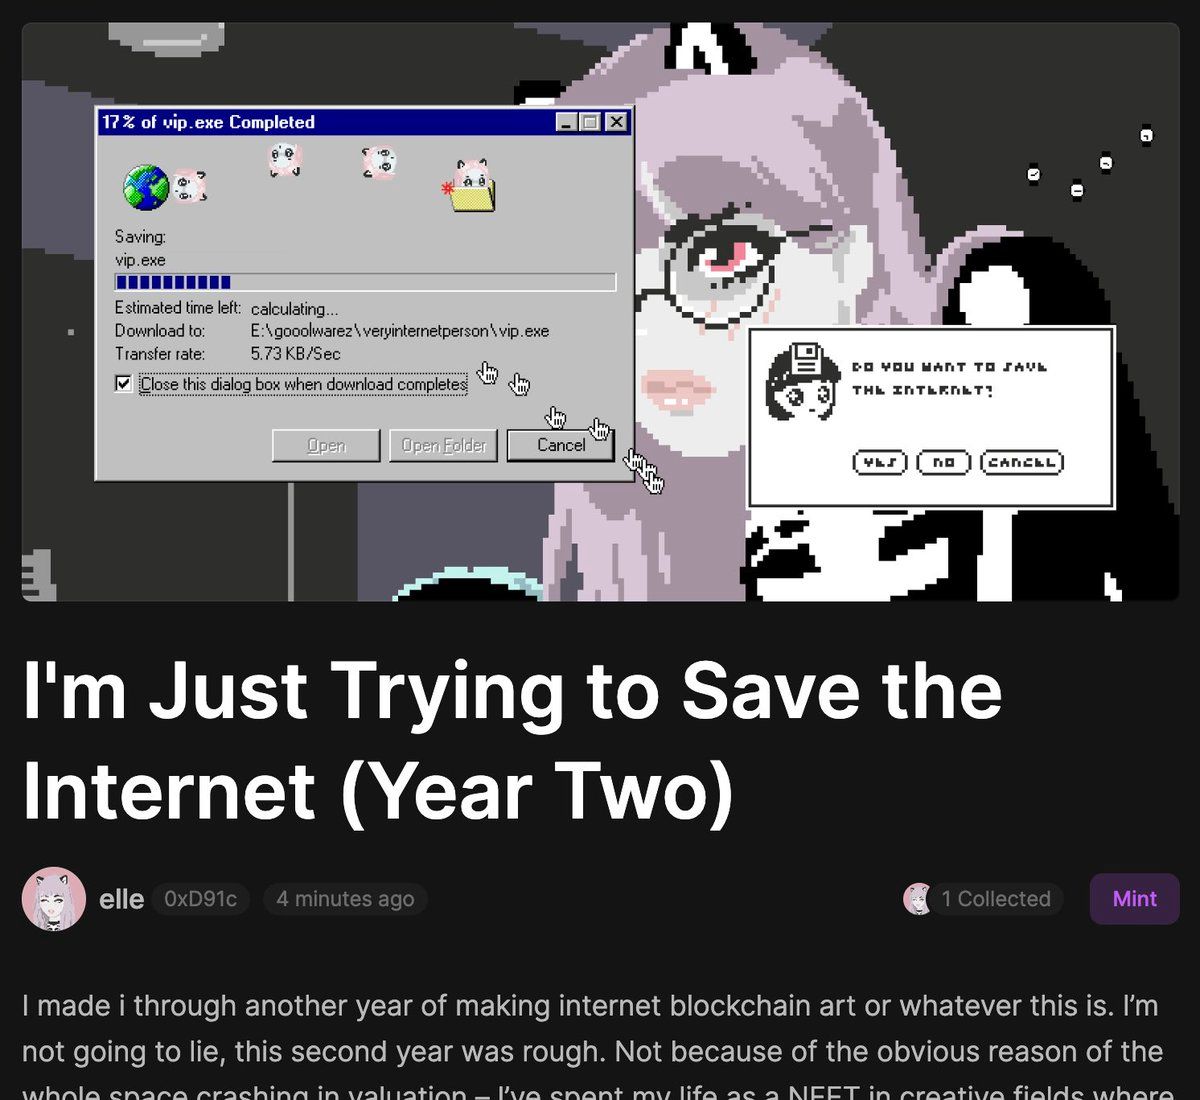 17% of vip.exe Completed
Saving:
vip.exe
Estimated time left: calculating...
Download to: E:\gooolwarez\veryinternetperson\vip.exe
Transfer rate: 5.73 KB/Sec
Close this dialog box when download completes
Open Open Folder Cancel
DO YOU WANT TO SAVE
THE INTERNET?
YES NO CANCEL
I'm Just Trying to Save the
Internet (Year Two)
elle 0xD91c 4 minutes ago 1 Collected Mint
I made i through another year of making internet blockchain art or whatever this is. I’m
not going to lie, this second year was rough. Not because of the obvious reason of the
whole space crashing in valuation – I’ve spent my life as a NEET in creative fields where